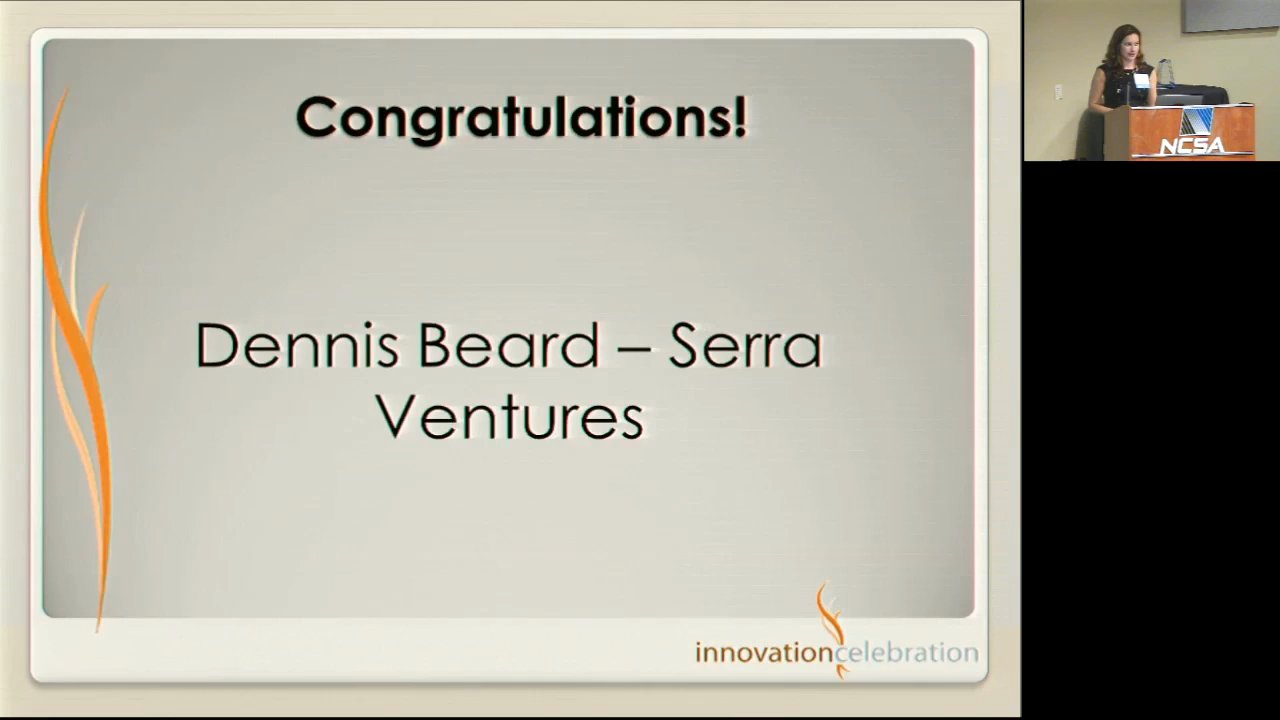 Congratulations!
Dennis Beard – Serra
Ventures
innovationcelebration
NCSA